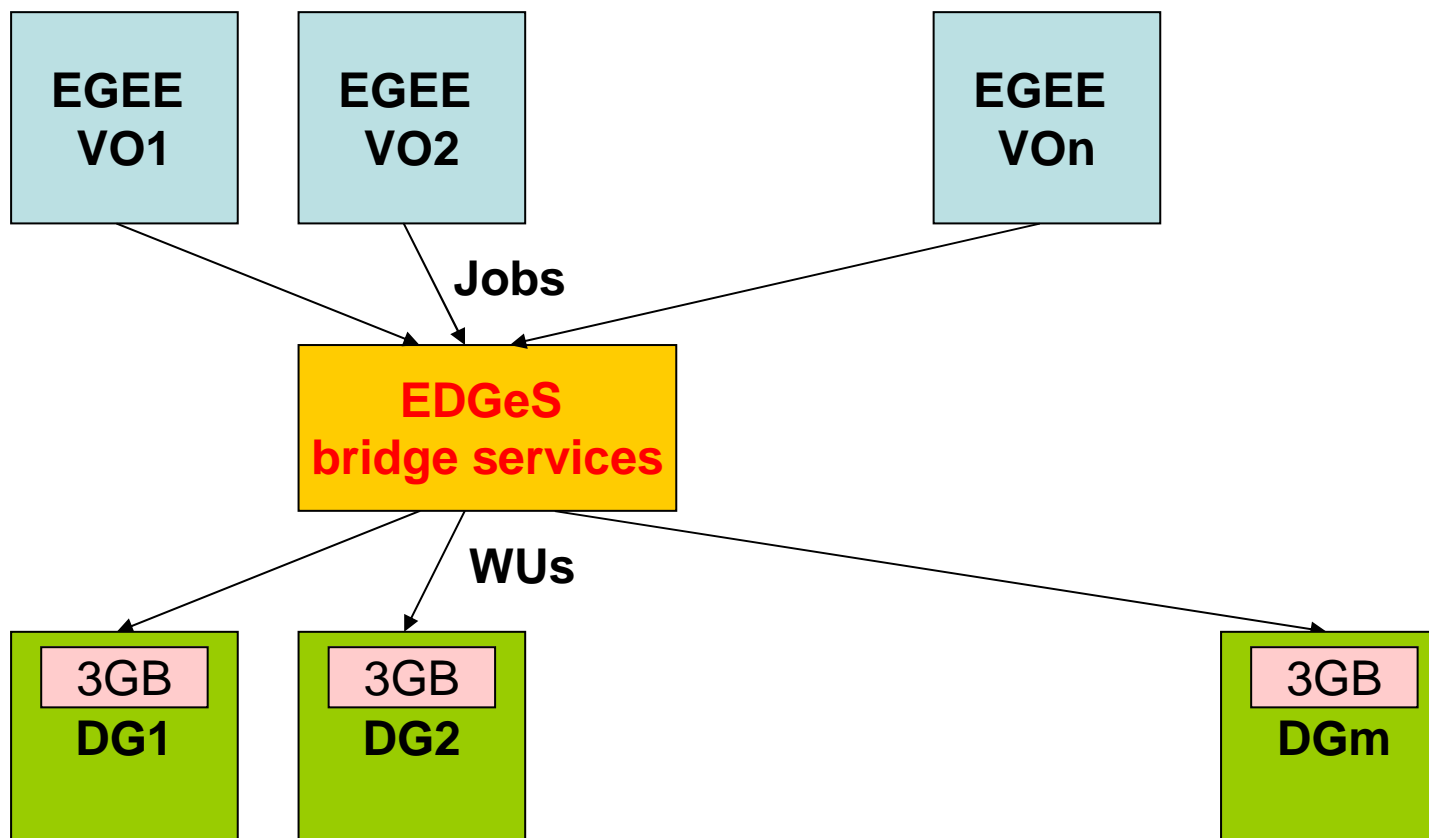 EGEE
VO1
EGEE
VO2
EGEE
VOn
Jobs
EDGeS
bridge services
WUs
3GB
DG1
3GB
DG2
3GB
DGm